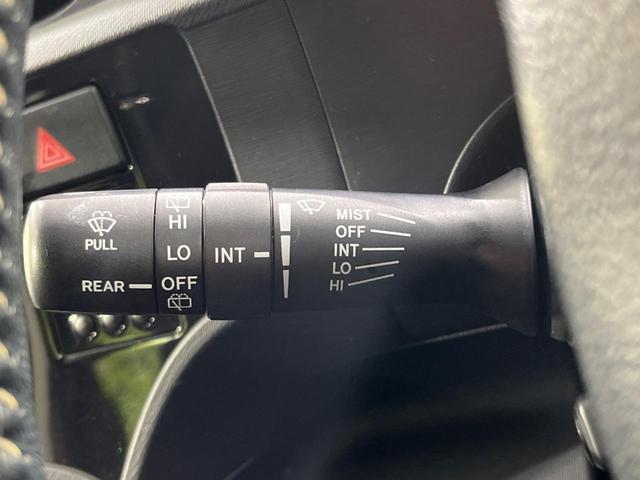 PULL
REAR
HI
LO
OFF
INT
MIST
OFF
INT
LO
HI